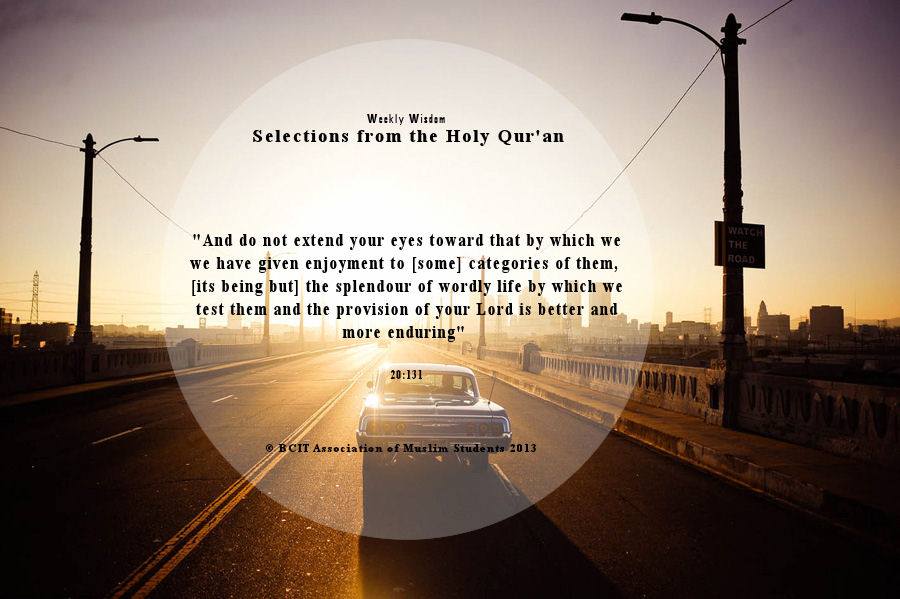 Weekly Wisdom
Selections from the Holy Qur'an
"And do not extend your eyes toward that by which we
we have given enjoyment to [some] categories of them,
[its being but] the splendour of wordly life by which we
test them and the provision of your Lord is better and
more enduring"
20:131
© BCIT Association of Muslim Students 2013
WATCH
THE
ROAD